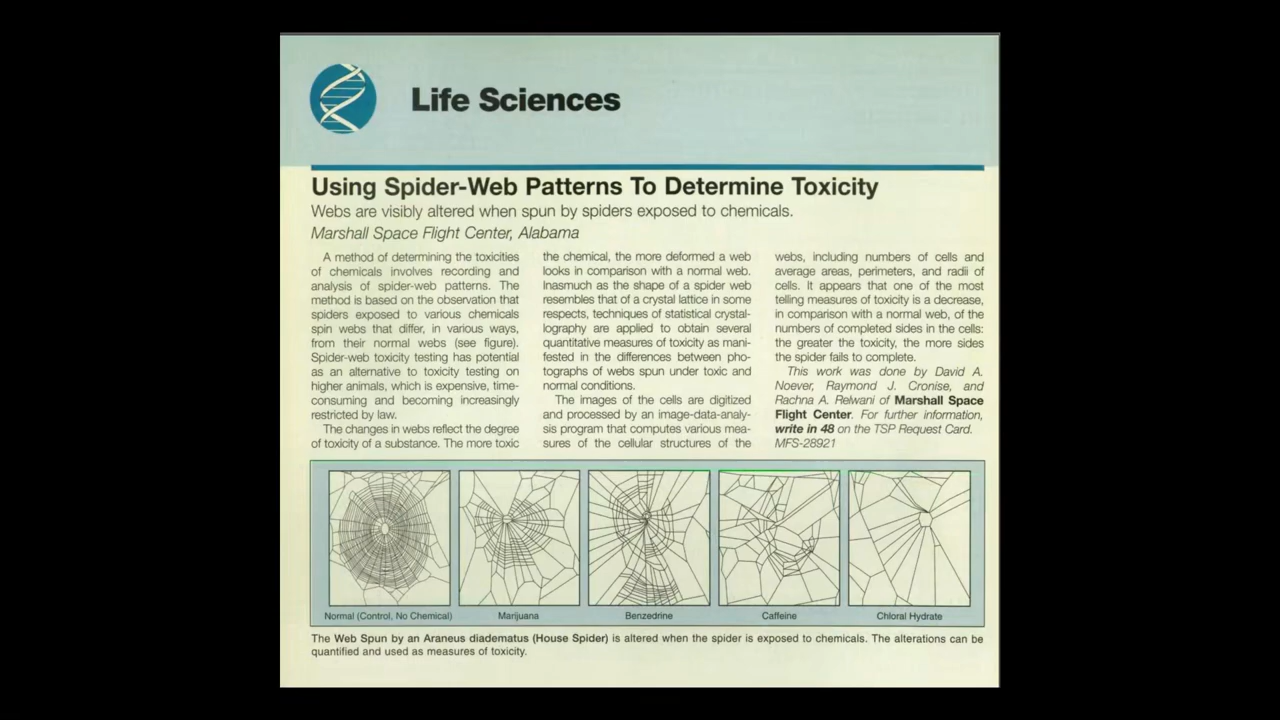 Life Sciences
Using Spider-Web Patterns To Determine Toxicity
Webs are visibly altered when spun by spiders exposed to chemicals.
Marshall Space Flight Center, Alabama
A method of determining the toxicities
of chemicals involves recording and
analysis of spider-web patterns. The
method is based on the observation that
spiders exposed to various chemicals
spin webs that differ, in various ways,
from their normal webs (see figure).
Spider-web toxicity testing has potential
as an alternative to toxicity testing on
higher animals, which is expensive, time-
consuming and becoming increasingly
restricted by law.
The changes in webs reflect the degree
of toxicity of a substance. The more toxic
the chemical, the more deformed a web
looks in comparison with a normal web.
Inasmuch as the shape of a spider web
resembles that of a crystal lattice in some
respects, techniques of statistical crystal-
lography are applied to obtain several
quantitative measures of toxicity as mani-
fested in the differences between pho-
tographs of webs spun under toxic and
normal conditions.
The images of the cells are digitized
and processed by an image-data-analy-
sis program that computes various mea-
sures of the cellular structures of the
webs, including numbers of cells and
average areas, perimeters, and radii of
cells. It appears that one of the most
telling measures of toxicity is a decrease,
in comparison with a normal web, of the
numbers of completed sides in the cells:
the greater the toxicity, the more sides
the spider fails to complete.
This work was done by David A.
Noever, Raymond J. Cronise, and
Rachna A. Relwani of Marshall Space
Flight Center. For further information,
write in 48 on the TSP Request Card.
MFS-28921
Normal (Control, No Chemical)
Marijuana
Benzedrine
Caffeine
Chloral Hydrate
The Web Spun by an Araneus diadematus (House Spider) is altered when the spider is exposed to chemicals. The alterations can be
quantified and used as measures of toxicity.